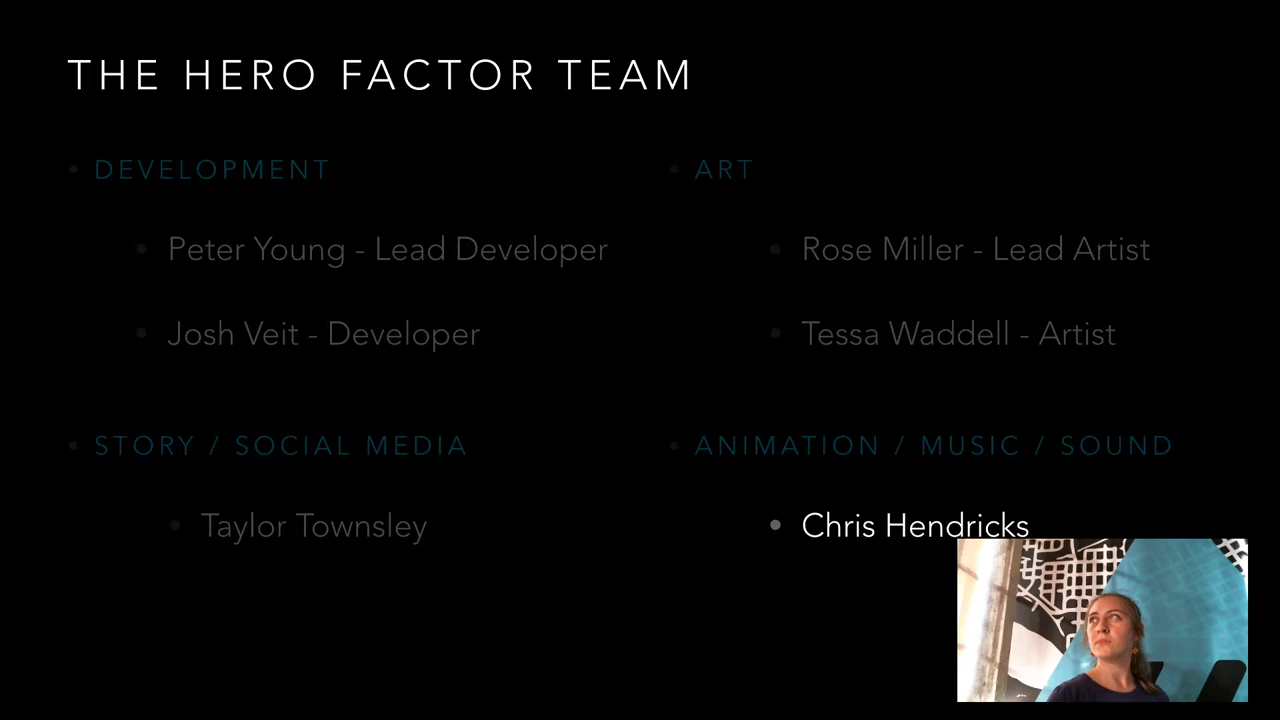 THE HERO FACTOR TEAM
DEVELOPMENT
Peter Young - Lead Developer
Josh Veit - Developer
STORY / SOCIAL MEDIA
Taylor Townsley
ART
Rose Miller - Lead Artist
Tessa Waddell - Artist
ANIMATION / MUSIC / SOUND
Chris Hendricks